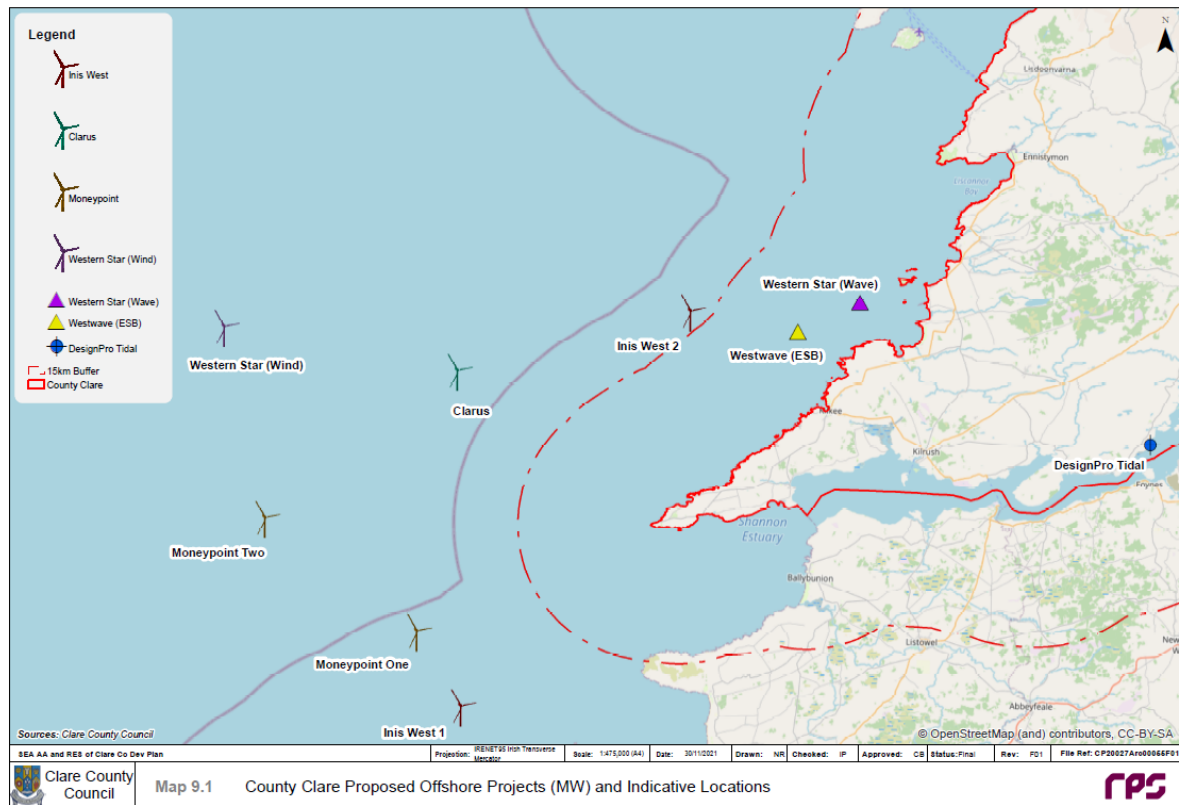 Legend
Inis West
Clarus
Moneypoint
Western Star (Wind)
Western Star (Wave)
Westwave (ESB)
DesignPro Tidal
15km Buffer
County Clare
N
Lisdoonvarna
Ennistymon
Liscannor
Bay
Western Star (Wave)
Inis West 2
Westwave (ESB)
Western Star (Wind)
Clarus
Kilkee
Kilrush
DesignPro Tidal
Foynes
Shannon
Estuary
Moneypoint Two
Ballybunion
Listowel
Moneypoint One
Abbeyfeale
Inis West 1
Sources: Clare County Council
© OpenStreetMap (and) contributors, CC-BY-SA
SEA AA and RES of Clare Co Dev Plan
Projection: IRENET95 Irish Transverse
Mercator
Scale: 1:475,000 (A4)
Date: 30/11/2021
Drawn: NR
Checked: IP
Approved: CB
Status: Final
Rev: F01
File Ref: CP20027Arc00055F01
Clare County
Council
Map 9.1 County Clare Proposed Offshore Projects (MW) and Indicative Locations
rps